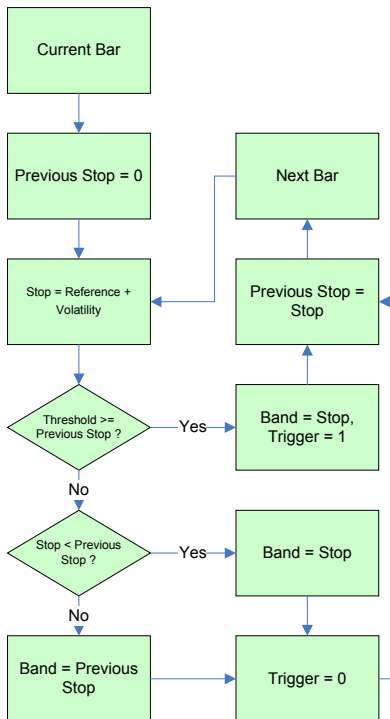 Current Bar
Previous Stop = 0
Next Bar
Stop = Reference +
Volatility
Previous Stop =
Stop
Threshold >=
Previous Stop ?
Yes
Band = Stop,
Trigger = 1
No
Stop < Previous
Stop ?
Yes
Band = Stop
No
Band = Previous
Stop
Trigger = 0